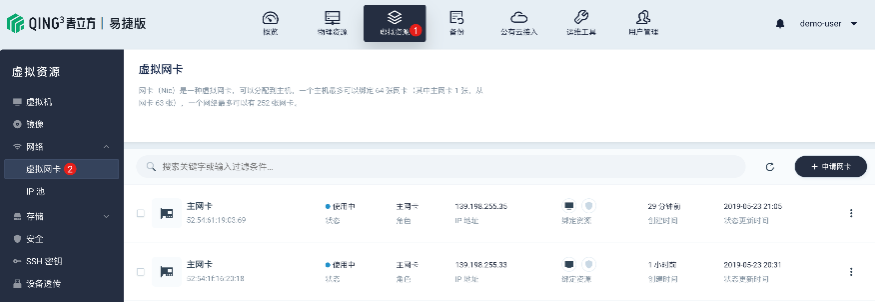 QING³青立方 | 易捷版
概览
物理资源
虚拟资源 1
备份
公有云接入
运维工具
用户管理
demo-user
虚拟资源
虚拟机
镜像
网络
虚拟网卡 2
IP 池
存储
安全
SSH 密钥
设备透传
虚拟网卡
网卡（Nic）是一种虚拟网卡，可以分配到主机。一个主机最多可以绑定 64 张网卡（其中主网卡 1 张，从
网卡 63 张），一个网络最多可以有 252 张网卡。
搜索关键字或输入过滤条件...
+ 申请网卡
主网卡 使用中 主网卡 139.198.255.35 29 分钟前 2019-05-23 21:05
52:54:61:19:03:69 状态 角色 IP 地址 绑定资源 创建时间 状态更新时间
主网卡 使用中 主网卡 139.198.255.33 1 小时前 2019-05-23 20:31
52:54:1f:16:23:18 状态 角色 IP 地址 绑定资源 创建时间 状态更新时间